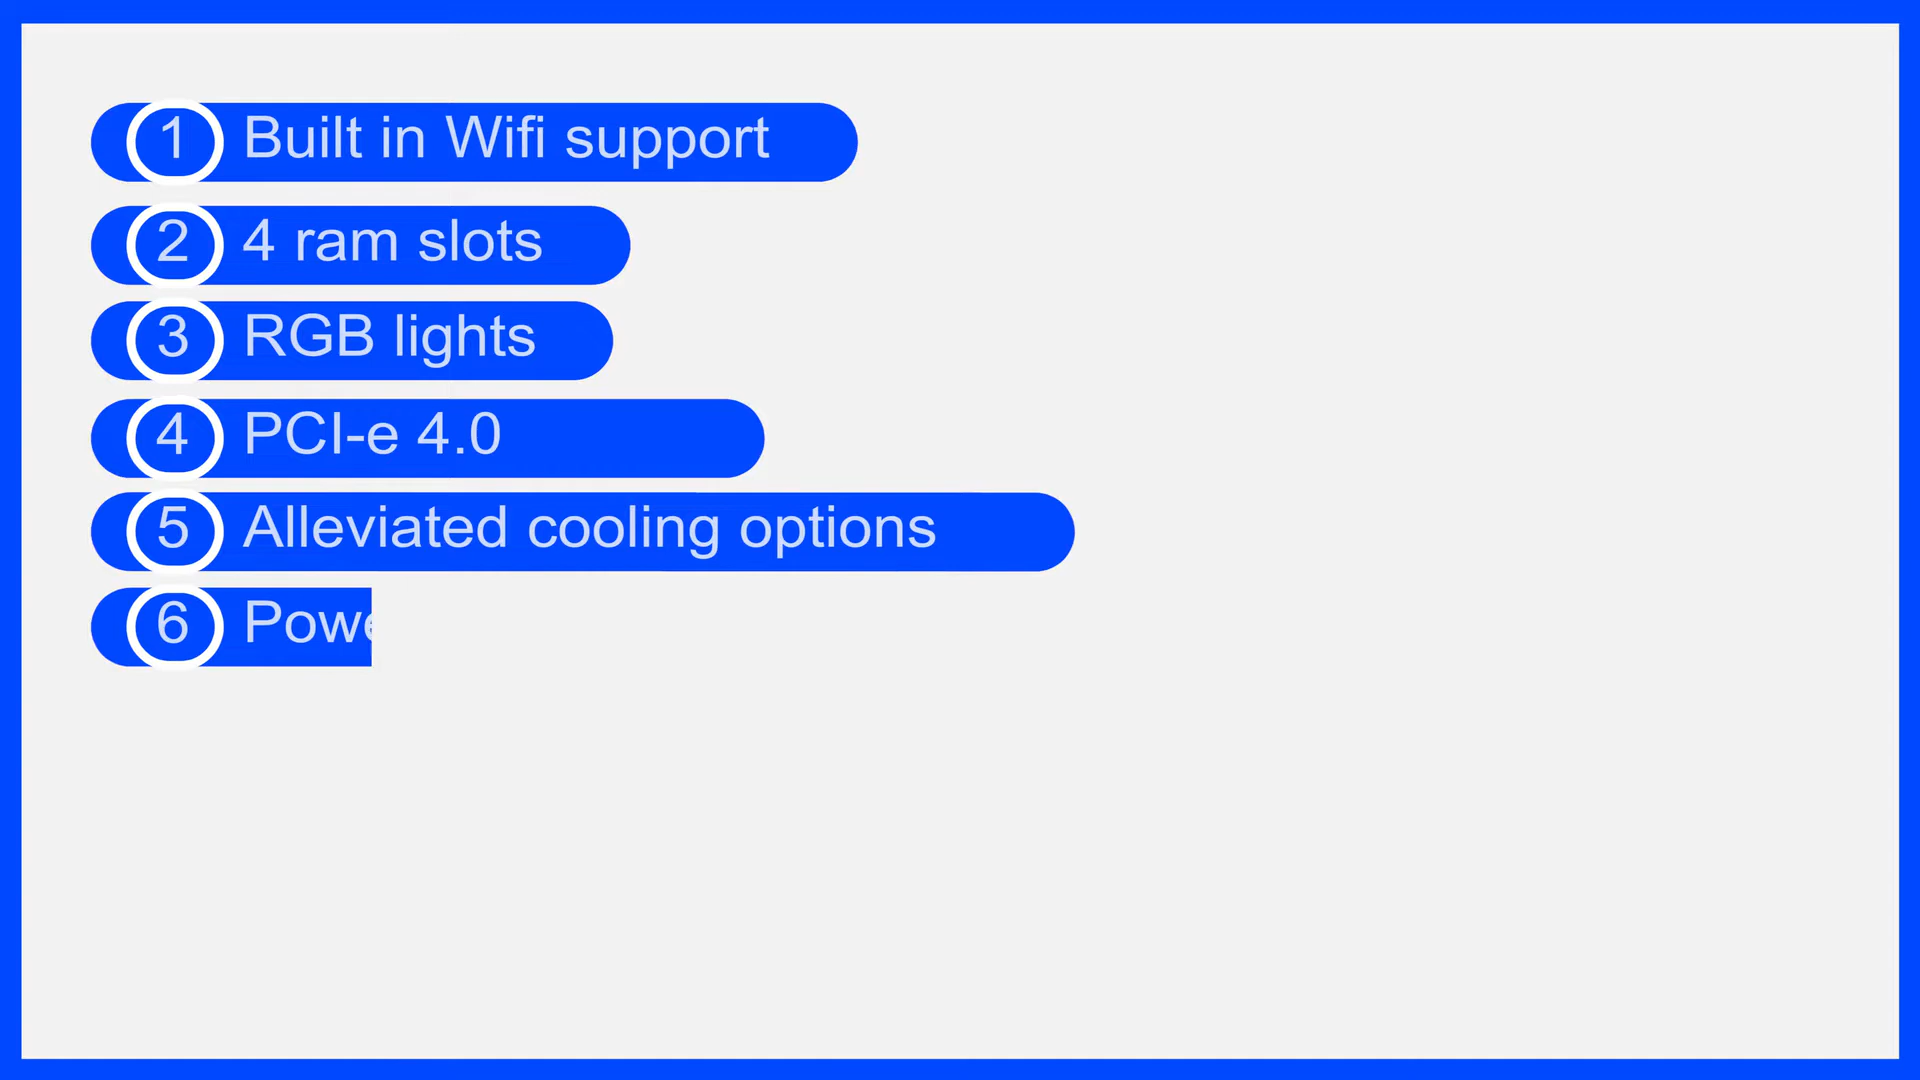 1 Built in Wifi support
2 4 ram slots
3 RGB lights
4 PCI-e 4.0
5 Alleviated cooling options
6